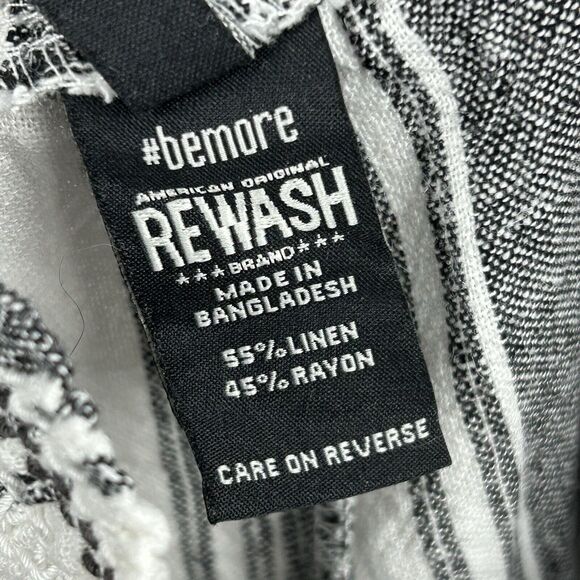 #bemore
AMERICAN ORIGINAL
REWASH
★★★ BRAND ★★★
MADE IN
BANGLADESH
55% LINEN
45% RAYON
CARE ON REVERSE